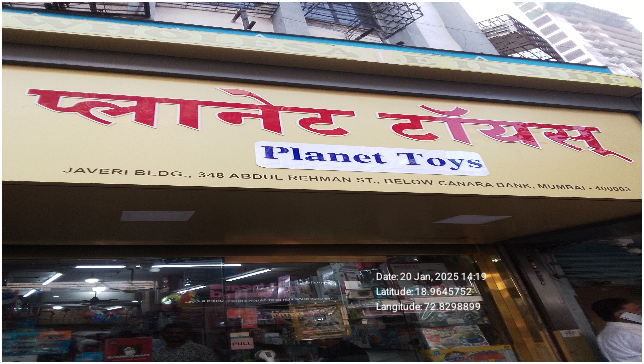 प्लानेट टॉयस्
Planet Toys
JAVERI BLDG., 348 ABDUL REHMAN ST., BELOW CANARA BANK, MUMBAI - 400003
Date: 20 Jan, 2025 14:19
Latitude: 18.9645752
Langitude: 72.8298899
PULL